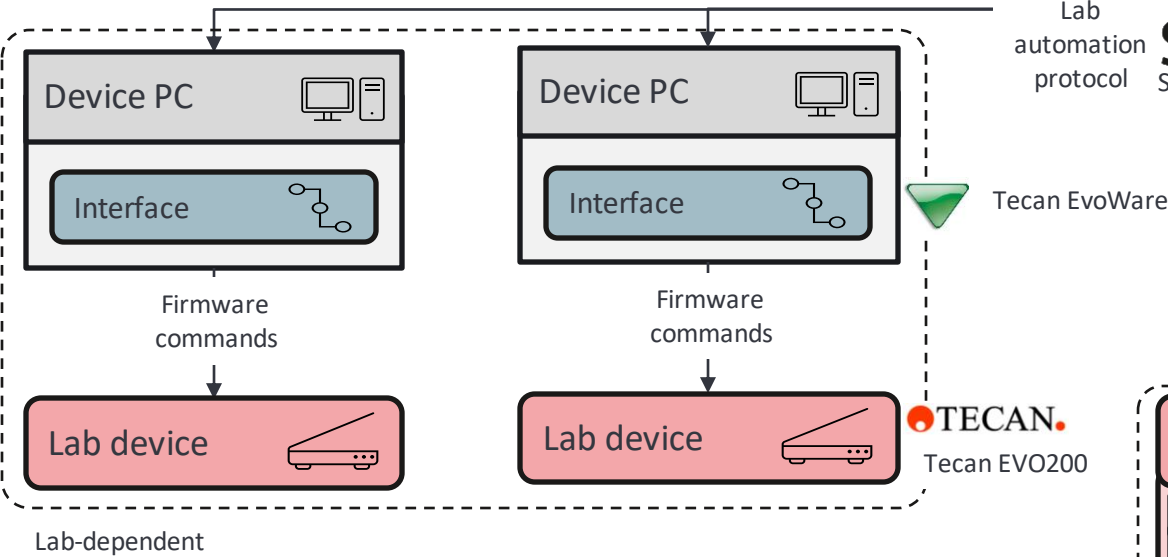 Lab
automation
protocol
Device PC
Device PC
Interface
Interface
Tecan EvoWare
Firmware
commands
Firmware
commands
Lab device
Lab device
TECAN.
Tecan EVO200
Lab-dependent